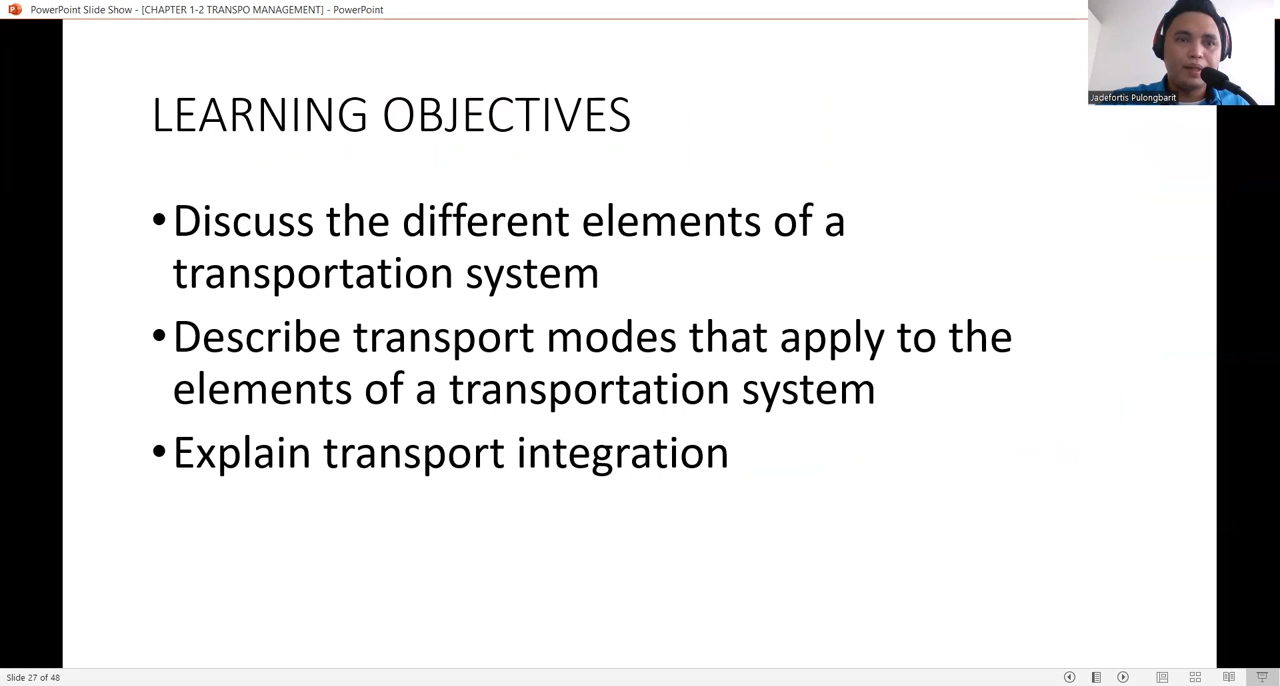 PowerPoint Slide Show - [CHAPTER 1-2 TRANSPO MANAGEMENT] - PowerPoint
Jadefortis Pulongbarit
LEARNING OBJECTIVES
•Discuss the different elements of a
transportation system
•Describe transport modes that apply to the
elements of a transportation system
•Explain transport integration
Slide 27 of 48